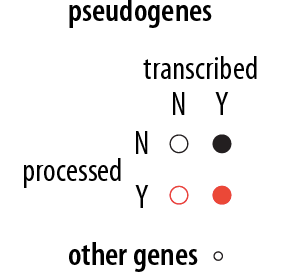 pseudogenes
transcribed
N Y
N
processed
Y
other genes